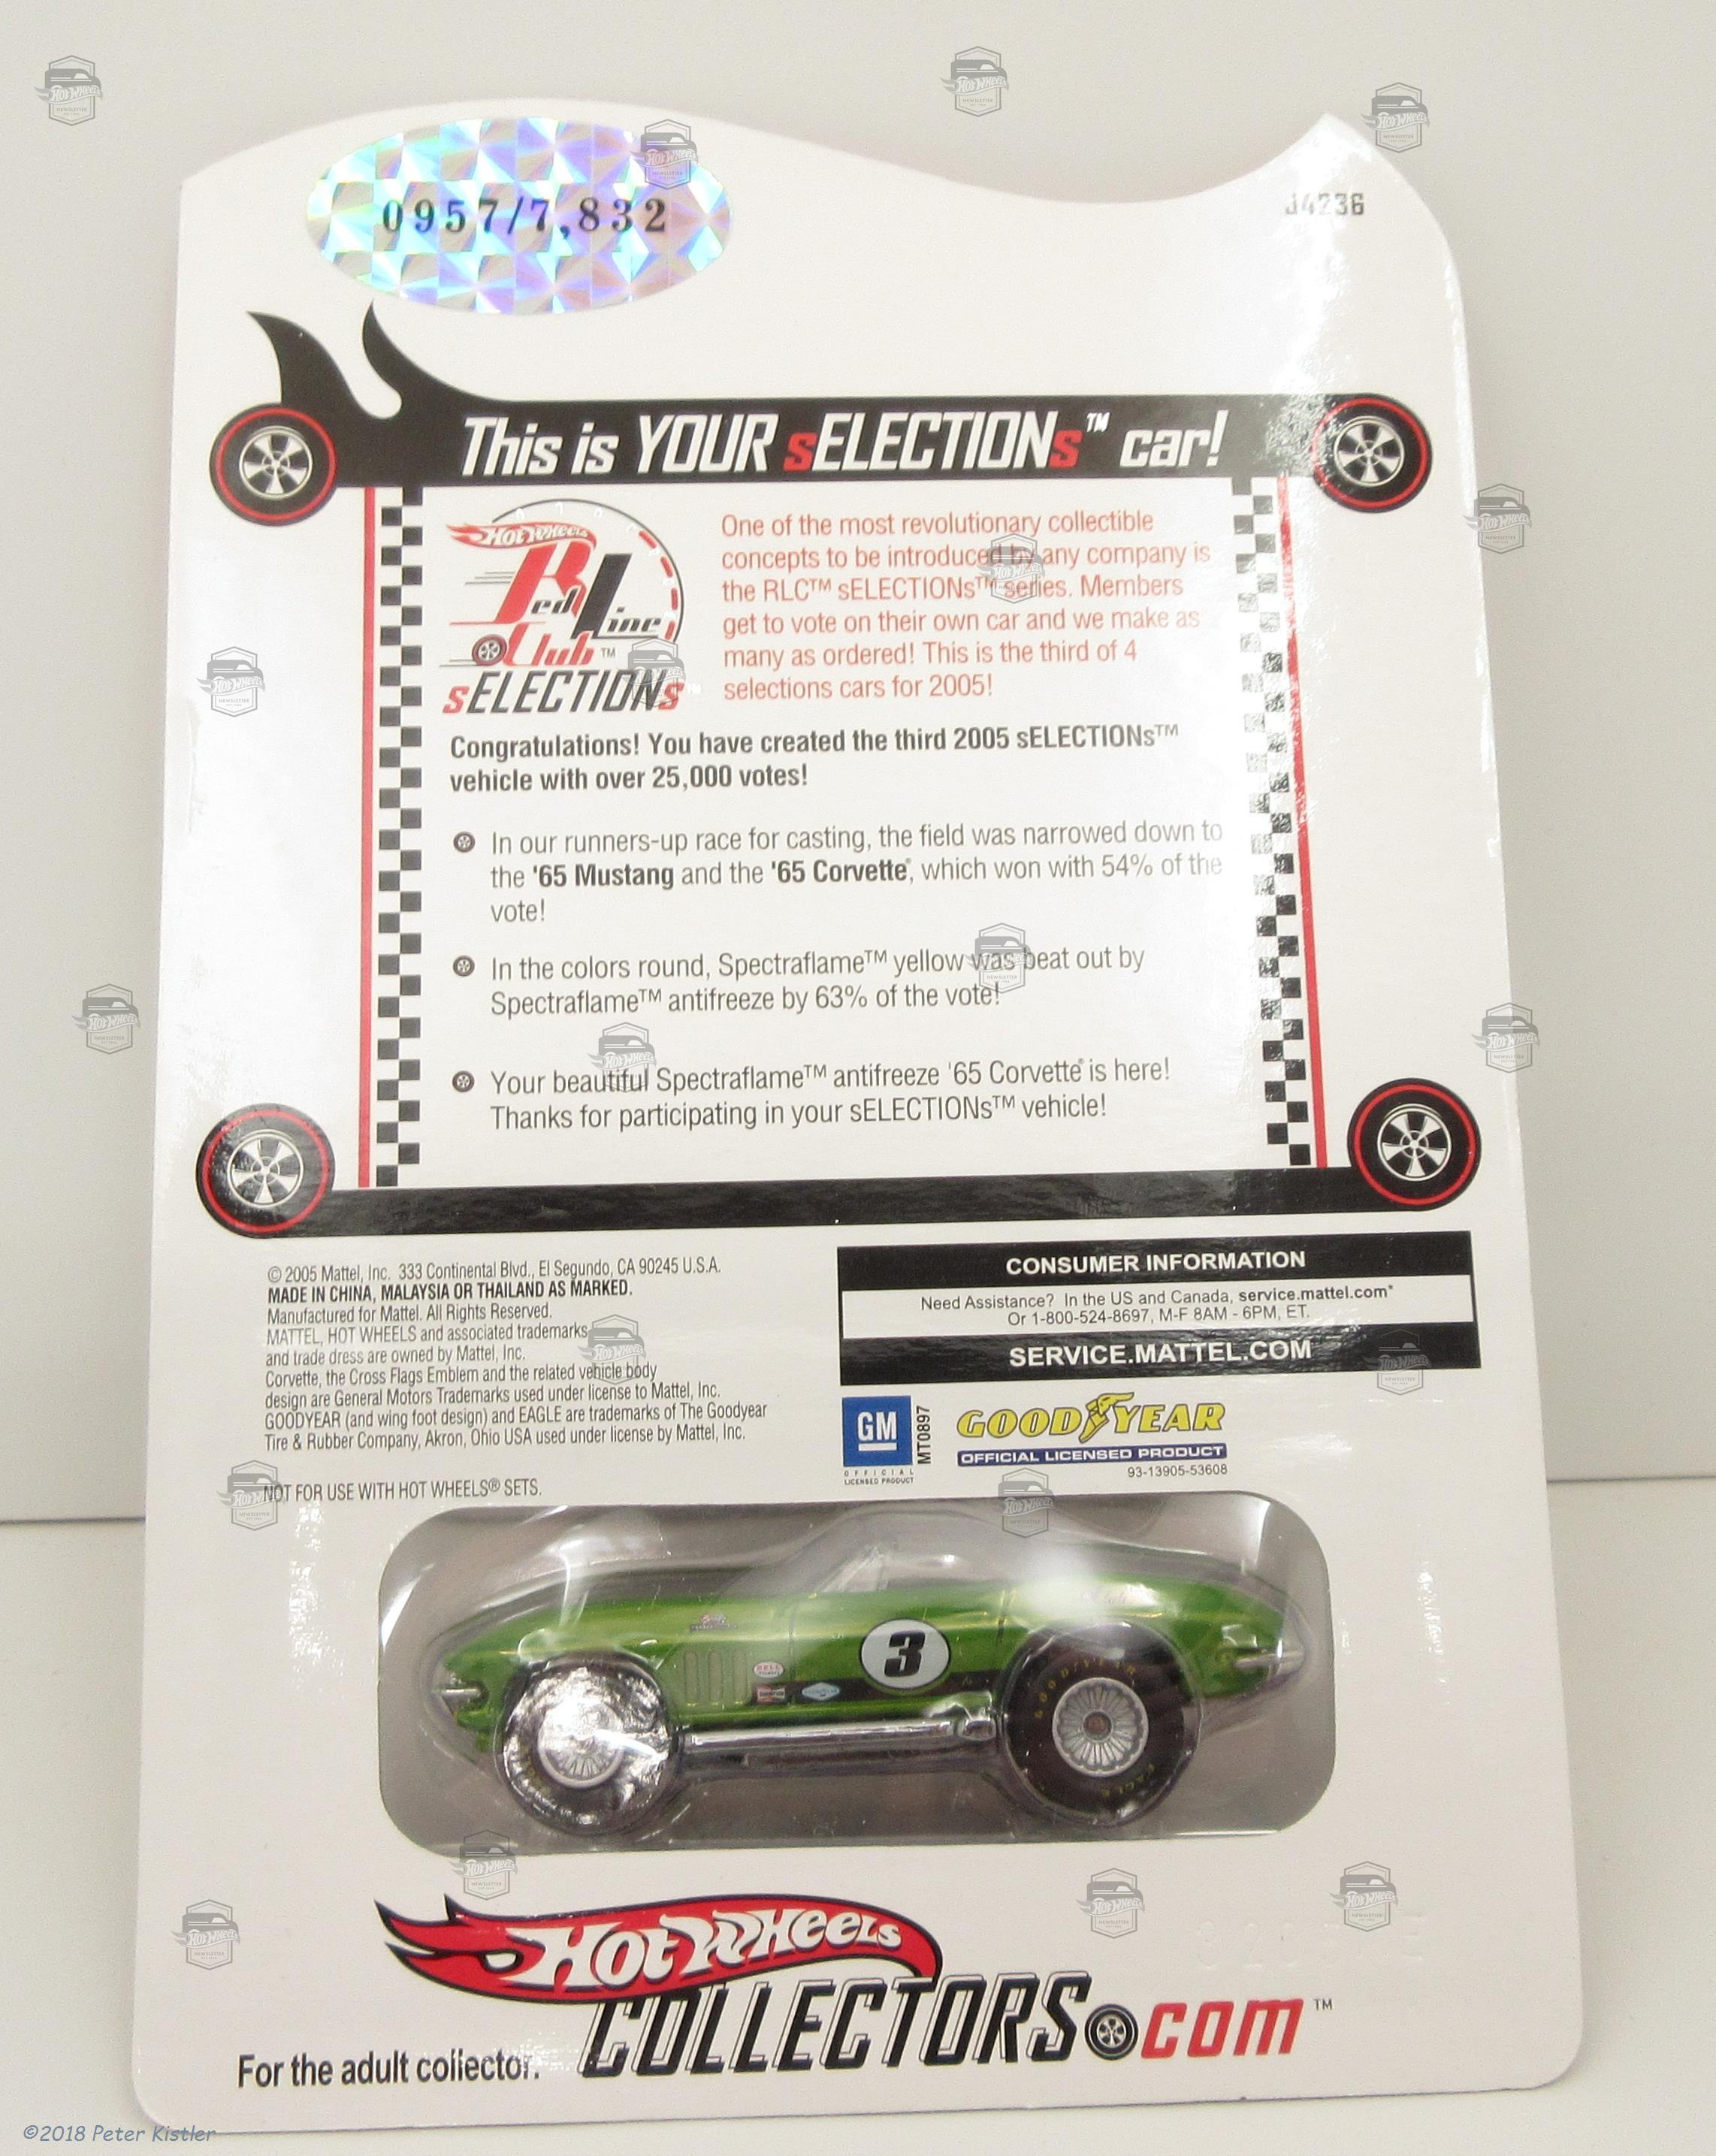 0957/7,832
J4236
This is YOUR sELECTIONs™ car!
Hot Wheels
Red Line
Club™
sELECTIONs™
One of the most revolutionary collectible
concepts to be introduced by any company is
the RLC™ sELECTIONs™ series. Members
get to vote on their own car and we make as
many as ordered! This is the third of 4
selections cars for 2005!
Congratulations! You have created the third 2005 sELECTIONs™
vehicle with over 25,000 votes!
In our runners-up race for casting, the field was narrowed down to
the '65 Mustang and the '65 Corvette®, which won with 54% of the
vote!
In the colors round, Spectraflame™ yellow was beat out by
Spectraflame™ antifreeze by 63% of the vote!
Your beautiful Spectraflame™ antifreeze '65 Corvette® is here!
Thanks for participating in your sELECTIONs™ vehicle!
© 2005 Mattel, Inc. 333 Continental Blvd., El Segundo, CA 90245 U.S.A.
MADE IN CHINA, MALAYSIA OR THAILAND AS MARKED.
Manufactured for Mattel. All Rights Reserved.
MATTEL, HOT WHEELS and associated trademarks
and trade dress are owned by Mattel, Inc.
Corvette, the Cross Flags Emblem and the related vehicle body
design are General Motors Trademarks used under license to Mattel, Inc.
GOODYEAR (and wing foot design) and EAGLE are trademarks of The Goodyear
Tire & Rubber Company, Akron, Ohio USA used under license by Mattel, Inc.
NOT FOR USE WITH HOT WHEELS® SETS.
CONSUMER INFORMATION
Need Assistance? In the US and Canada, service.mattel.com*
Or 1-800-524-8697, M-F 8AM - 6PM, ET.
SERVICE.MATTEL.COM
GM
OFFICIAL
LICENSED PRODUCT
MT0897
GOODYEAR
OFFICIAL LICENSED PRODUCT
93-13905-53608
3
BELL
CHAMPION
GOODYEAR
EAGLE
Hot Wheels
COLLECTORS.com™
For the adult collector.
©2018 Peter Kistler